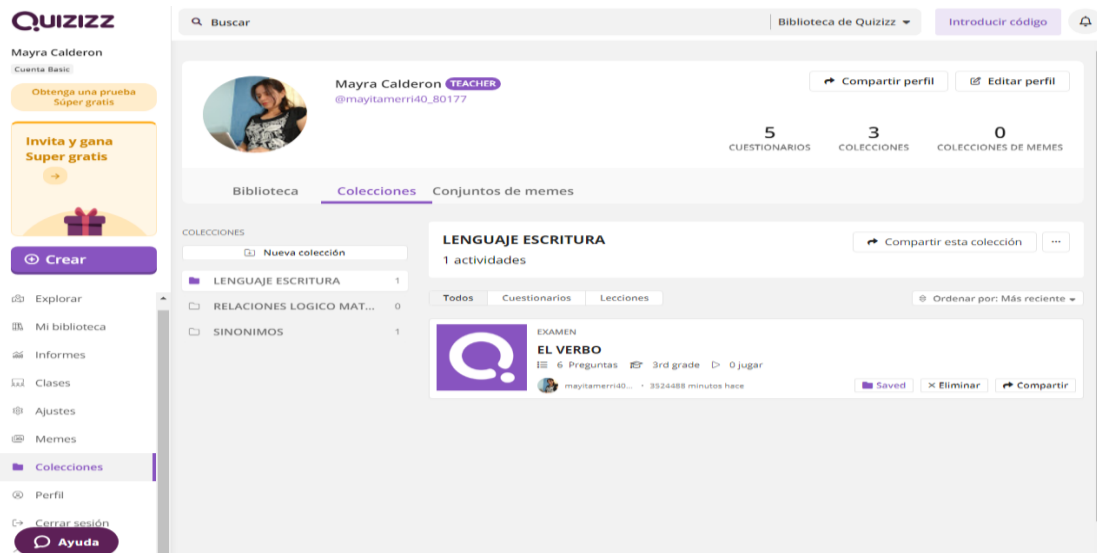 QUIZIZZ
Mayra Calderon
Cuenta Basic
Obtenga una prueba
Súper gratis
Invita y gana
Super gratis
Crear
Explorar
Mi biblioteca
Informes
Clases
Ajustes
Memes
Colecciones
Perfil
Cerrar sesión
Ayuda
Buscar
Biblioteca de Quizizz
Introducir código
Mayra Calderon TEACHER
@mayitamerri40_80177
Compartir perfil
Editar perfil
5 3 0
CUESTIONARIOS COLECCIONES COLECCIONES DE MEMES
Biblioteca Colecciones Conjuntos de memes
COLECCIONES
Nueva colección
LENGUAJE ESCRITURA 1
RELACIONES LOGICO MAT... 0
SINONIMOS 1
LENGUAJE ESCRITURA
1 actividades
Compartir esta colección ...
Todos Cuestionarios Lecciones
Ordenar por: Más reciente
EXAMEN
EL VERBO
6 Preguntas 3rd grade 0 jugar
mayitamerri40... • 3524488 minutos hace
Saved × Eliminar Compartir